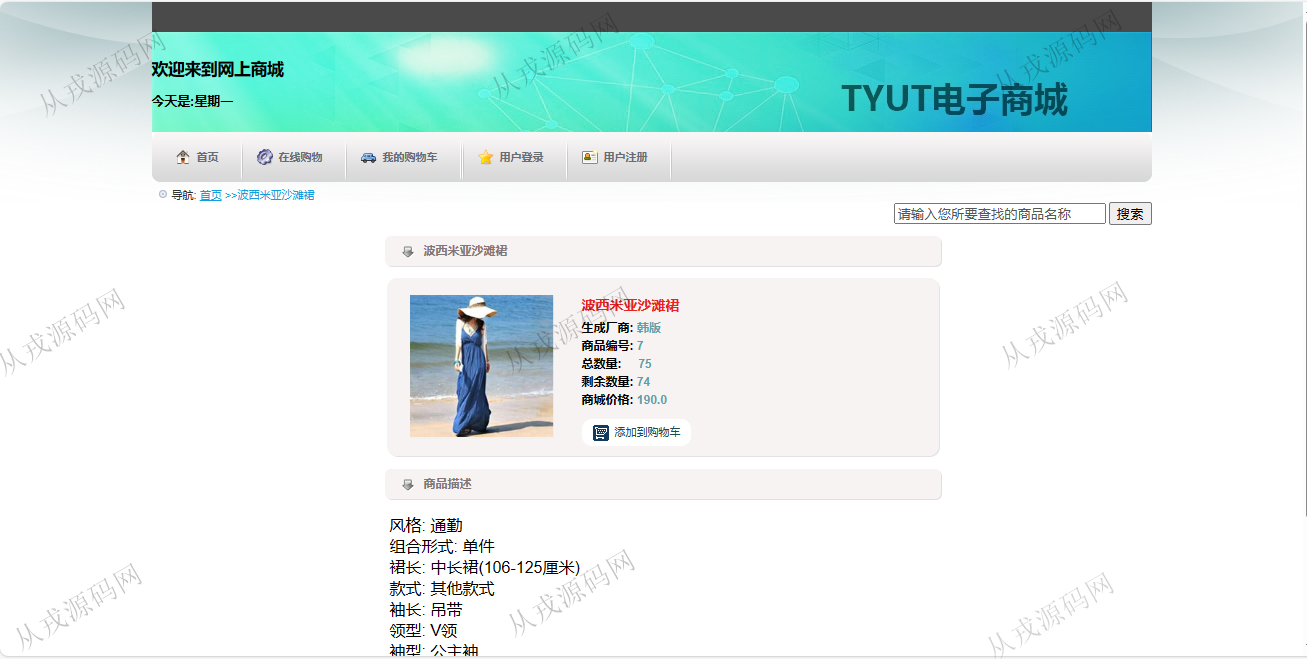 欢迎来到网上商城
今天是:星期一
TYUT电子商城
首页 在线购物 我的购物车 用户登录 用户注册
导航: 首页 >>波西米亚沙滩裙
请输入您所要查找的商品名称 搜索
波西米亚沙滩裙
波西米亚沙滩裙
生成厂商: 韩版
商品编号: 7
总数量: 75
剩余数量: 74
商城价格: 190.0
添加到购物车
商品描述
风格: 通勤
组合形式: 单件
裙长: 中长裙(106-125厘米)
款式: 其他款式
袖长: 吊带
领型: V领
袖型: 公主袖
从戎源码网
从戎源码网
从戎源码网
从戎源码网
从戎源码网
从戎源码网
从戎源码网
从戎源码网
从戎源码网